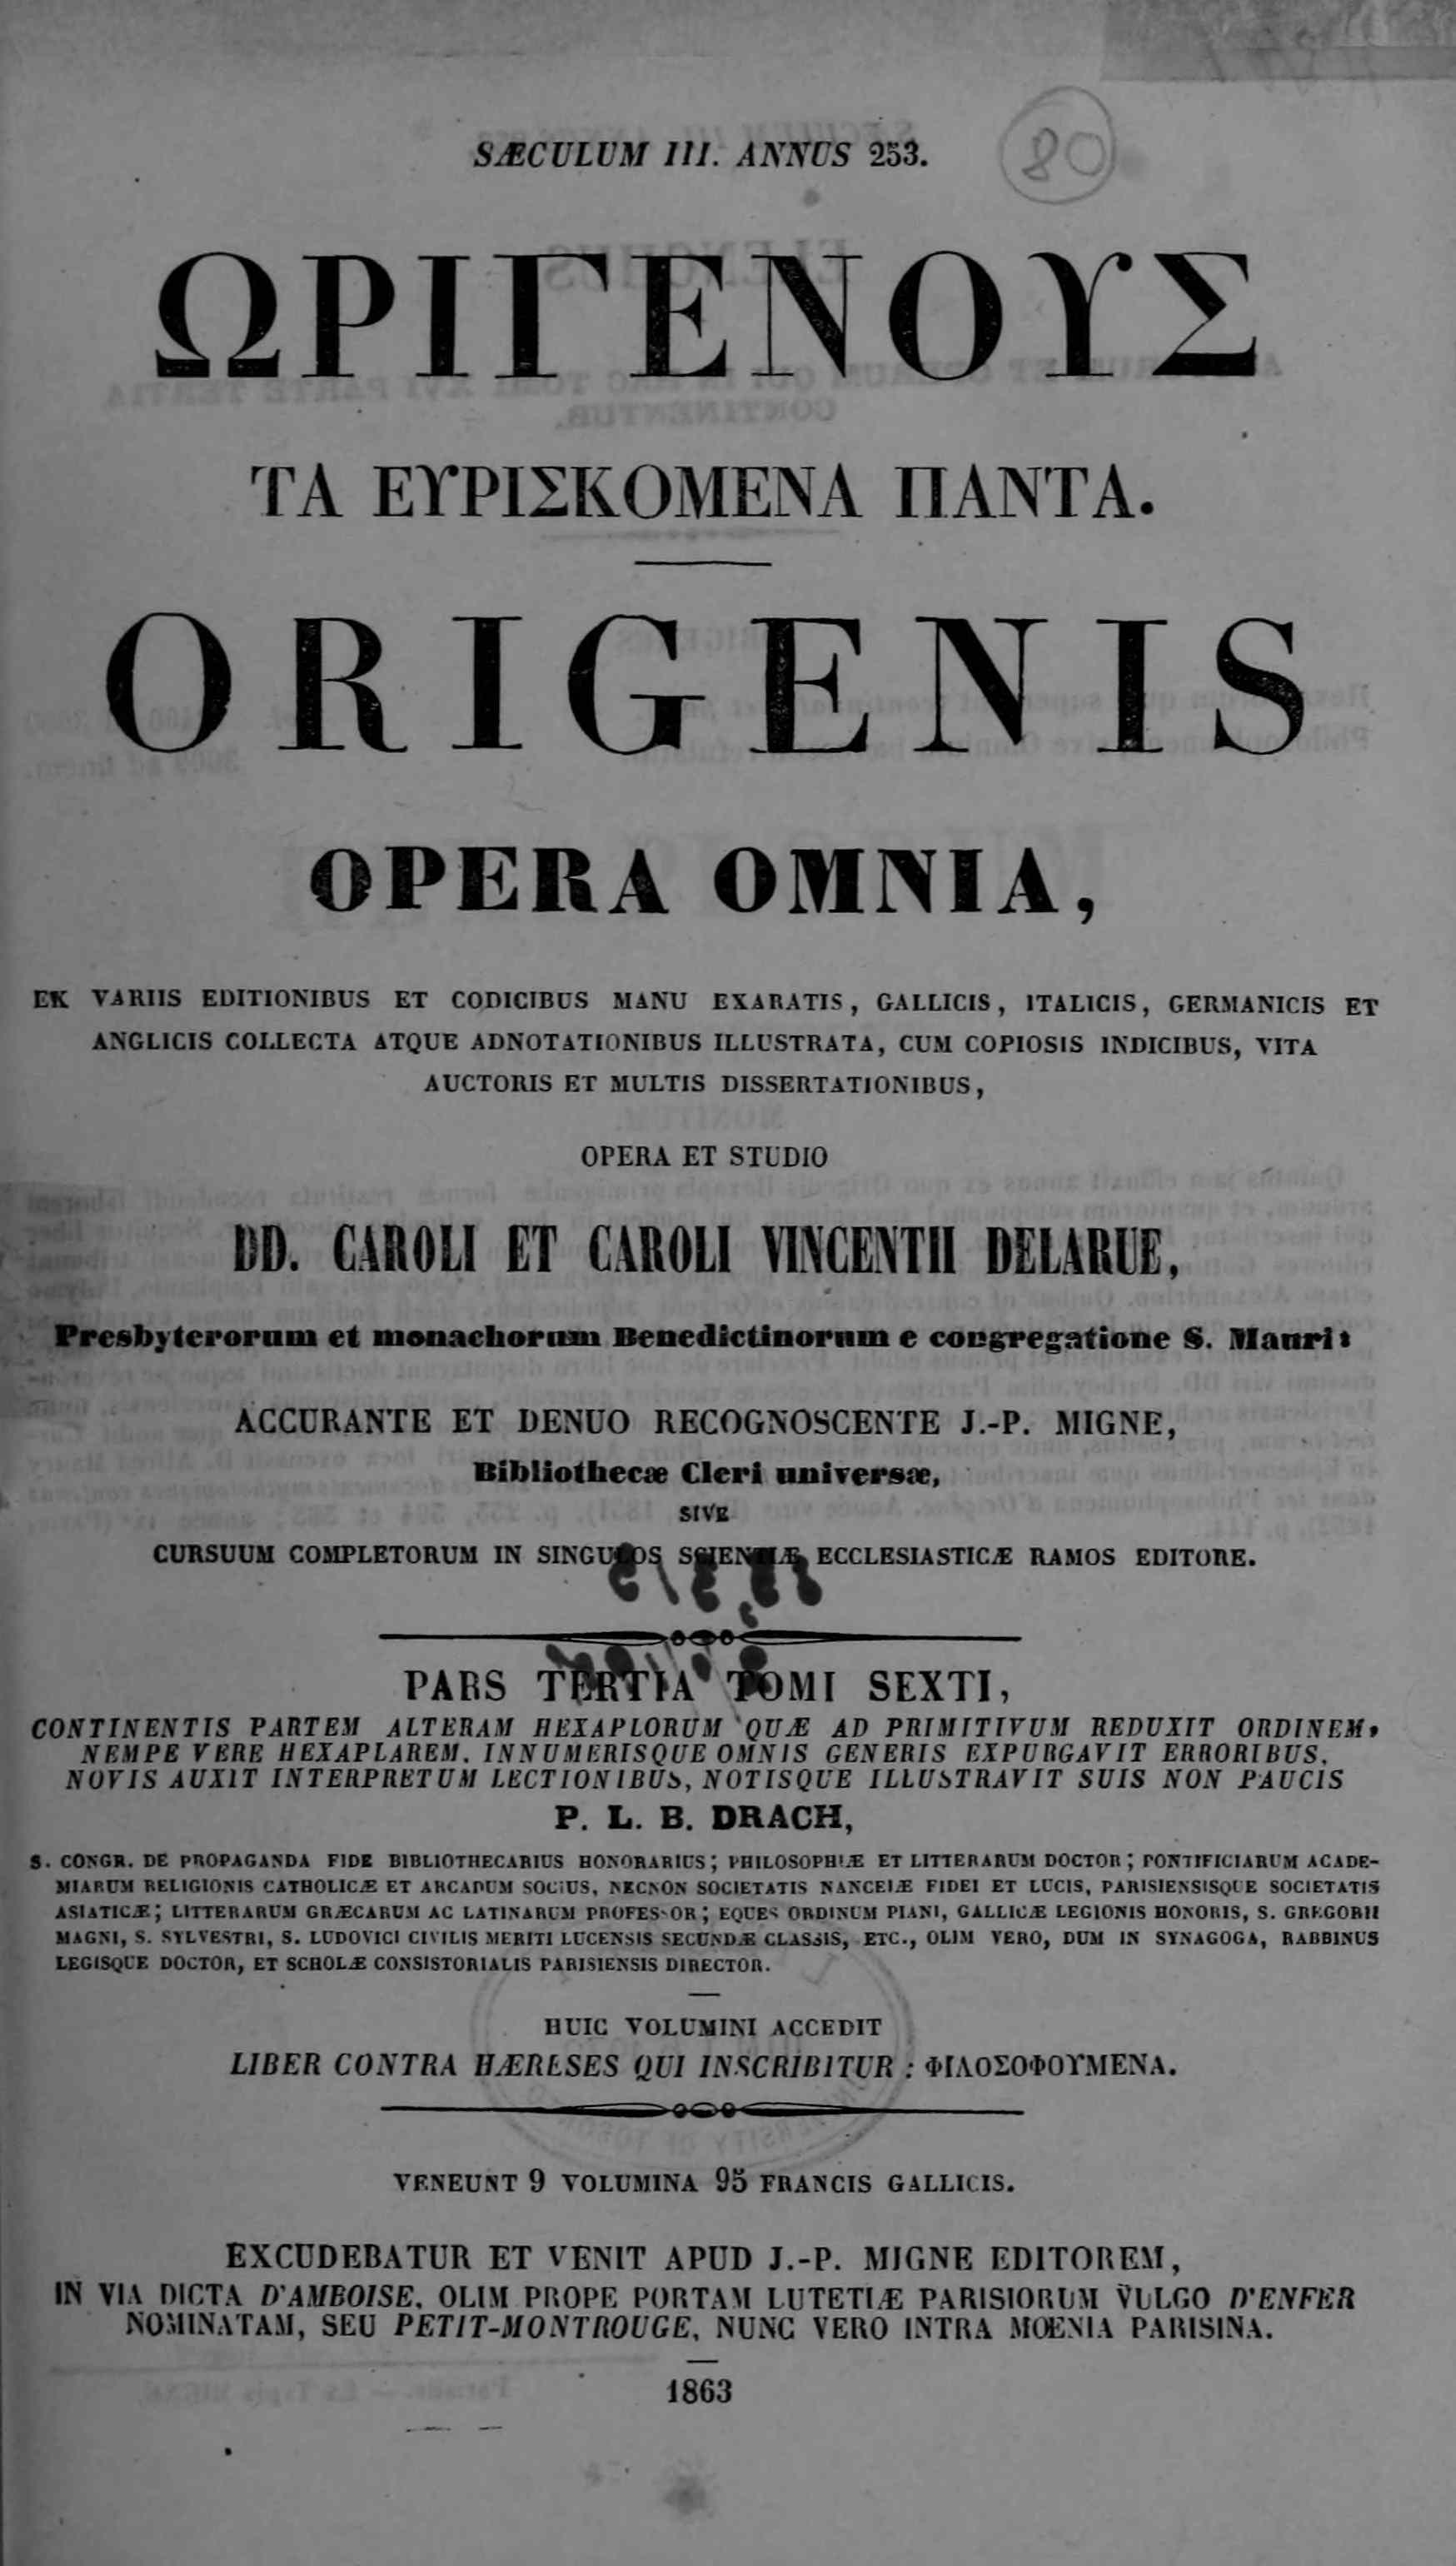 SÆCULUM III. ANNUS 253.
80
ΩΡΙΓΕΝΟΥΣ
ΤΑ ΕΥΡΙΣΚΟΜΕΝΑ ΠΑΝΤΑ.
ORIGENIS
OPERA OMNIA,
EX VARIIS EDITIONIBUS ET CODICIBUS MANU EXARATIS, GALLICIS, ITALICIS, GERMANICIS ET
ANGLICIS COLLECTA ATQUE ADNOTATIONIBUS ILLUSTRATA, CUM COPIOSIS INDICIBUS, VITA
AUCTORIS ET MULTIS DISSERTATIONIBUS,
OPERA ET STUDIO
DD. CAROLI ET CAROLI VINCENTII DELARUE,
Presbyterorum et monachorum Benedictinorum e congregatione S. Mauri:
ACCURANTE ET DENUO RECOGNOSCENTE J.-P. MIGNE,
Bibliothecæ Cleri universæ,
SIVE
CURSUUM COMPLETORUM IN SINGULOS SCIENTIÆ ECCLESIASTICÆ RAMOS EDITORE.
PARS TERTIA TOMI SEXTI,
CONTINENTIS PARTEM ALTERAM HEXAPLORUM QUÆ AD PRIMITIVUM REDUXIT ORDINEM,
NEMPE VERE HEXAPLAREM, INNUMERISQUE OMNIS GENERIS EXPURGAVIT ERRORIBUS,
NOVIS AUXIT INTERPRETUM LECTIONIBUS, NOTISQUE ILLUSTRAVIT SUIS NON PAUCIS
P. L. B. DRACH,
S. CONGR. DE PROPAGANDA FIDE BIBLIOTHECARIUS HONORARIUS; PHILOSOPHIÆ ET LITTERARUM DOCTOR; PONTIFICIARUM ACADE-
MIARUM RELIGIONIS CATHOLICÆ ET ARCADUM SOCIUS, NECNON SOCIETATIS NANCEIÆ FIDEI ET LUCIS, PARISIENSISQUE SOCIETATIS
ASIATICÆ; LITTERARUM GRÆCARUM AC LATINARUM PROFESSOR; EQUES ORDINUM PIANI, GALLICÆ LEGIONIS HONORIS, S. GREGORII
MAGNI, S. SYLVESTRI, S. LUDOVICI CIVILIS MERITI LUCENSIS SECUNDÆ CLASSIS, ETC., OLIM VERO, DUM IN SYNAGOGA, RABBINUS
LEGISQUE DOCTOR, ET SCHOLÆ CONSISTORIALIS PARISIENSIS DIRECTOR.
HUIC VOLUMINI ACCEDIT
LIBER CONTRA HÆRESES QUI INSCRIBITUR : ΦΙΛΟΣΟΦΟΥΜΕΝΑ.
VENEUNT 9 VOLUMINA 95 FRANCIS GALLICIS.
EXCUDEBATUR ET VENIT APUD J.-P. MIGNE EDITOREM,
IN VIA DICTA D'AMBOISE, OLIM PROPE PORTAM LUTETIÆ PARISIORUM VULGO D'ENFER
NOMINATAM, SEU PETIT-MONTROUGE, NUNC VERO INTRA MOENIA PARISINA.
1863